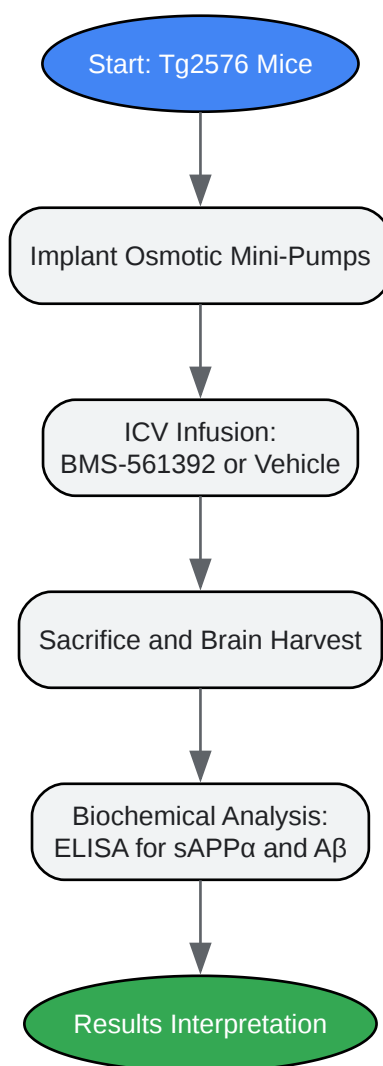 Start: Tg2576 Mice
Implant Osmotic Mini-Pumps
ICV Infusion:
BMS-561392 or Vehicle
Sacrifice and Brain Harvest
Biochemical Analysis:
ELISA for sAPPα and Aβ
Results Interpretation